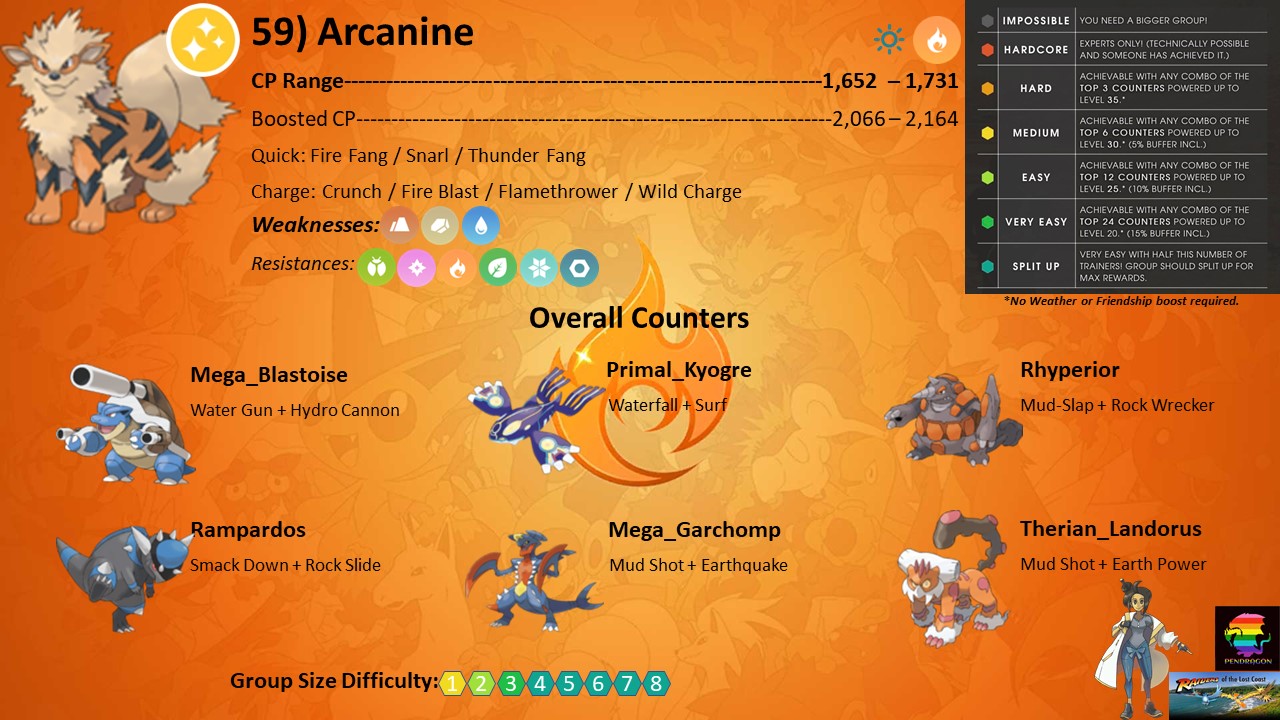 59) Arcanine
CP Range--------------------------------------------------------------------1,652 – 1,731
Boosted CP--------------------------------------------------------------------2,066 – 2,164
Quick: Fire Fang / Snarl / Thunder Fang
Charge: Crunch / Fire Blast / Flamethrower / Wild Charge
Weaknesses:
Resistances:
IMPOSSIBLE YOU NEED A BIGGER GROUP!
HARDCORE EXPERTS ONLY! (TECHNICALLY POSSIBLE
AND SOMEONE HAS ACHIEVED IT.)
HARD ACHIEVABLE WITH ANY COMBO OF THE
TOP 3 COUNTERS POWERED UP TO
LEVEL 35.*
MEDIUM ACHIEVABLE WITH ANY COMBO OF THE
TOP 6 COUNTERS POWERED UP TO
LEVEL 30.* (5% BUFFER INCL.)
EASY ACHIEVABLE WITH ANY COMBO OF THE
TOP 12 COUNTERS POWERED UP TO
LEVEL 25.* (10% BUFFER INCL.)
VERY EASY ACHIEVABLE WITH ANY COMBO OF THE
TOP 24 COUNTERS POWERED UP TO
LEVEL 20.* (15% BUFFER INCL.)
SPLIT UP VERY EASY WITH HALF THIS NUMBER OF
TRAINERS! GROUP SHOULD SPLIT UP FOR
MAX REWARDS.
*No Weather or Friendship boost required.
Overall Counters
Mega_Blastoise
Water Gun + Hydro Cannon
Primal_Kyogre
Waterfall + Surf
Rhyperior
Mud-Slap + Rock Wrecker
Rampardos
Smack Down + Rock Slide
Mega_Garchomp
Mud Shot + Earthquake
Therian_Landorus
Mud Shot + Earth Power
Group Size Difficulty: 1 2 3 4 5 6 7 8
PENDRAGON
RAIDERS of the Lost Coast